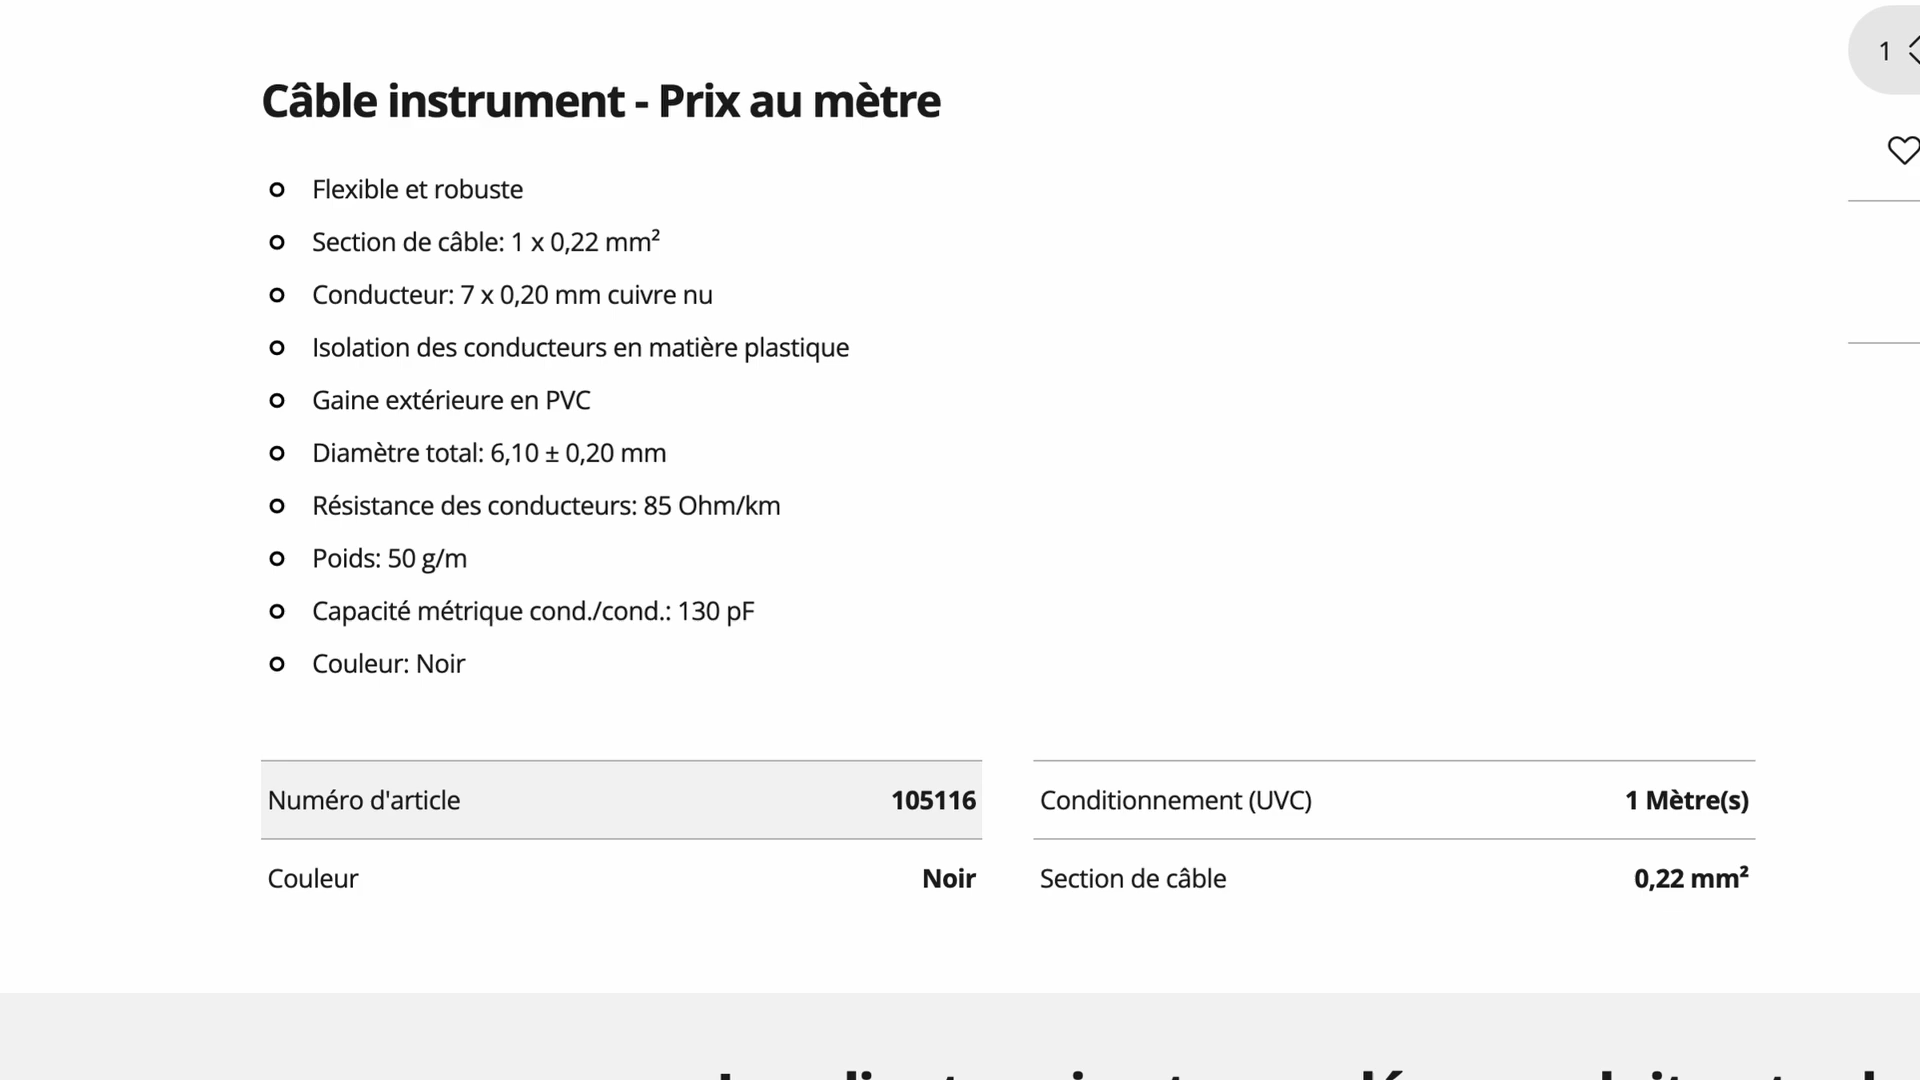 1
Câble instrument - Prix au mètre
Flexible et robuste
Section de câble: 1 x 0,22 mm²
Conducteur: 7 x 0,20 mm cuivre nu
Isolation des conducteurs en matière plastique
Gaine extérieure en PVC
Diamètre total: 6,10 ± 0,20 mm
Résistance des conducteurs: 85 Ohm/km
Poids: 50 g/m
Capacité métrique cond./cond.: 130 pF
Couleur: Noir
Numéro d'article 105116
Conditionnement (UVC) 1 Mètre(s)
Couleur Noir
Section de câble 0,22 mm²